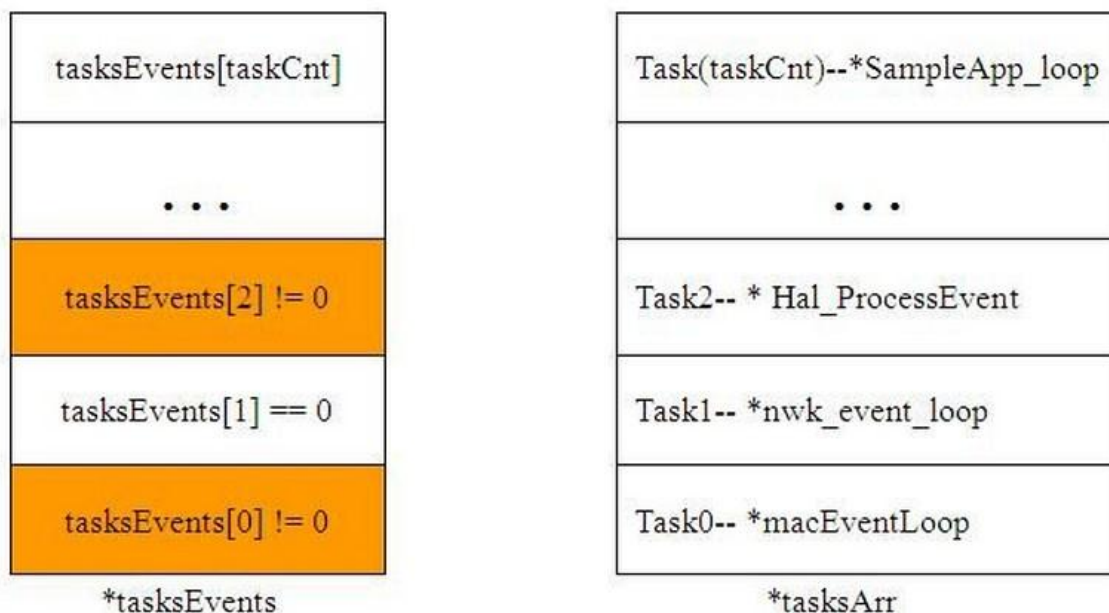 tasksEvents[taskCnt]
. . .
tasksEvents[2] != 0
tasksEvents[1] == 0
tasksEvents[0] != 0
*tasksEvents
Task(taskCnt)--*SampleApp_loop
. . .
Task2-- * Hal_ProcessEvent
Task1-- *nwk_event_loop
Task0-- *macEventLoop
*tasksArr